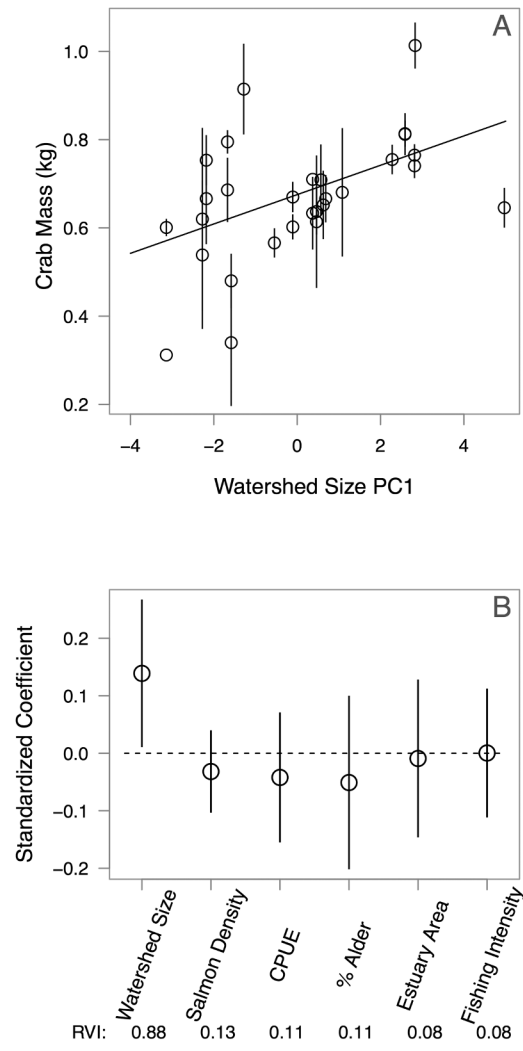 A
1.0
0.8
0.6
0.4
0.2
Crab Mass (kg)
−4 −2 0 2 4
Watershed Size PC1
B
0.2
0.1
0.0
−0.1
−0.2
Standardized Coefficient
Watershed Size
Salmon Density
CPUE
% Alder
Estuary Area
Fishing Intensity
RVI: 0.88 0.13 0.11 0.11 0.08 0.08